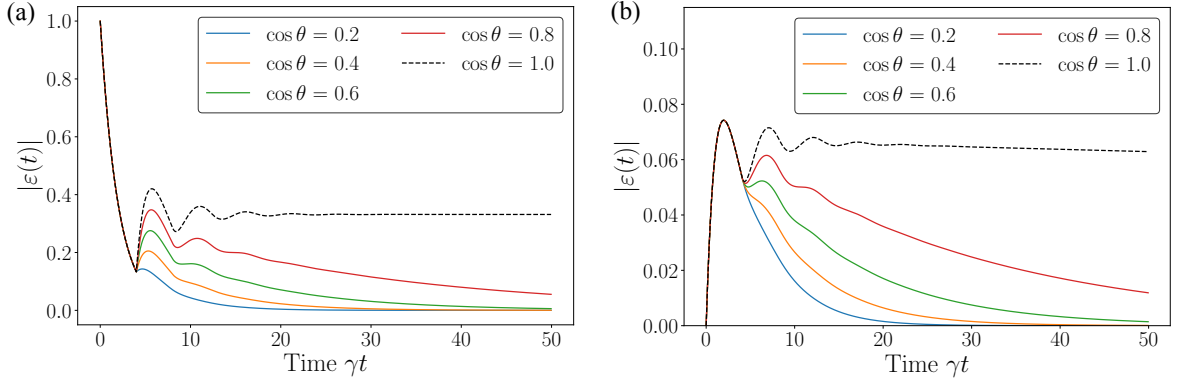 (a)
1.0
0.8
0.6
0.4
0.2
0.0
|ε(t)|
cos θ = 0.2
cos θ = 0.4
cos θ = 0.6
cos θ = 0.8
cos θ = 1.0
0 10 20 30 40 50
Time γt
(b)
0.10
0.08
0.06
0.04
0.02
0.00
|ε(t)|
cos θ = 0.2
cos θ = 0.4
cos θ = 0.6
cos θ = 0.8
cos θ = 1.0
0 10 20 30 40 50
Time γt